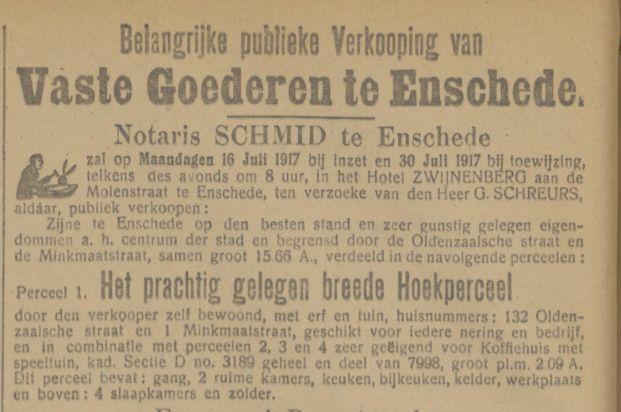 Belangrijke publieke Verkooping van
Vaste Goederen te Enschede.
Notaris SCHMID te Enschede
zal op Maandagen 16 Juli 1917 bij inzet en 30 Juli 1917 bij toewijzing,
telkens des avonds om 8 uur, in het Hotel ZWIJNENBERG aan de
Molenstraat te Enschede, ten verzoeke van den Heer G. SCHREURS,
aldáar, publiek verkoopen:
Zijne te Enschede op den besten stand en zeer gunstig gelegen eigen-
dommen a. h. centrum der stad en begrensd door de Oldenzaalsche straat en
de Minkmaatstraat, samen groot 15.66 A., verdeeld in de navolgende perceelen:
Perceel 1. Het prachtig gelegen breede Hoekperceel
door den verkooper zelf bewoond, met erf en tuin, huisnummers: 132 Olden-
zaalsche straat en 1 Minkmaatstraat, geschikt voor iedere nering en bedrijf,
en in combinatie met perceelen 2, 3 en 4 zeer geëigend voor Koffiehuis met
speeltuin, kad. Sectie D no. 3189 geheel en deel van 7998, groot plm. 2.09 A.
Dit perceel bevat: gang, 2 ruime kamers, keuken, bijkeuken, kelder, werkplaats
en boven: 4 slaapkamers en zolder.